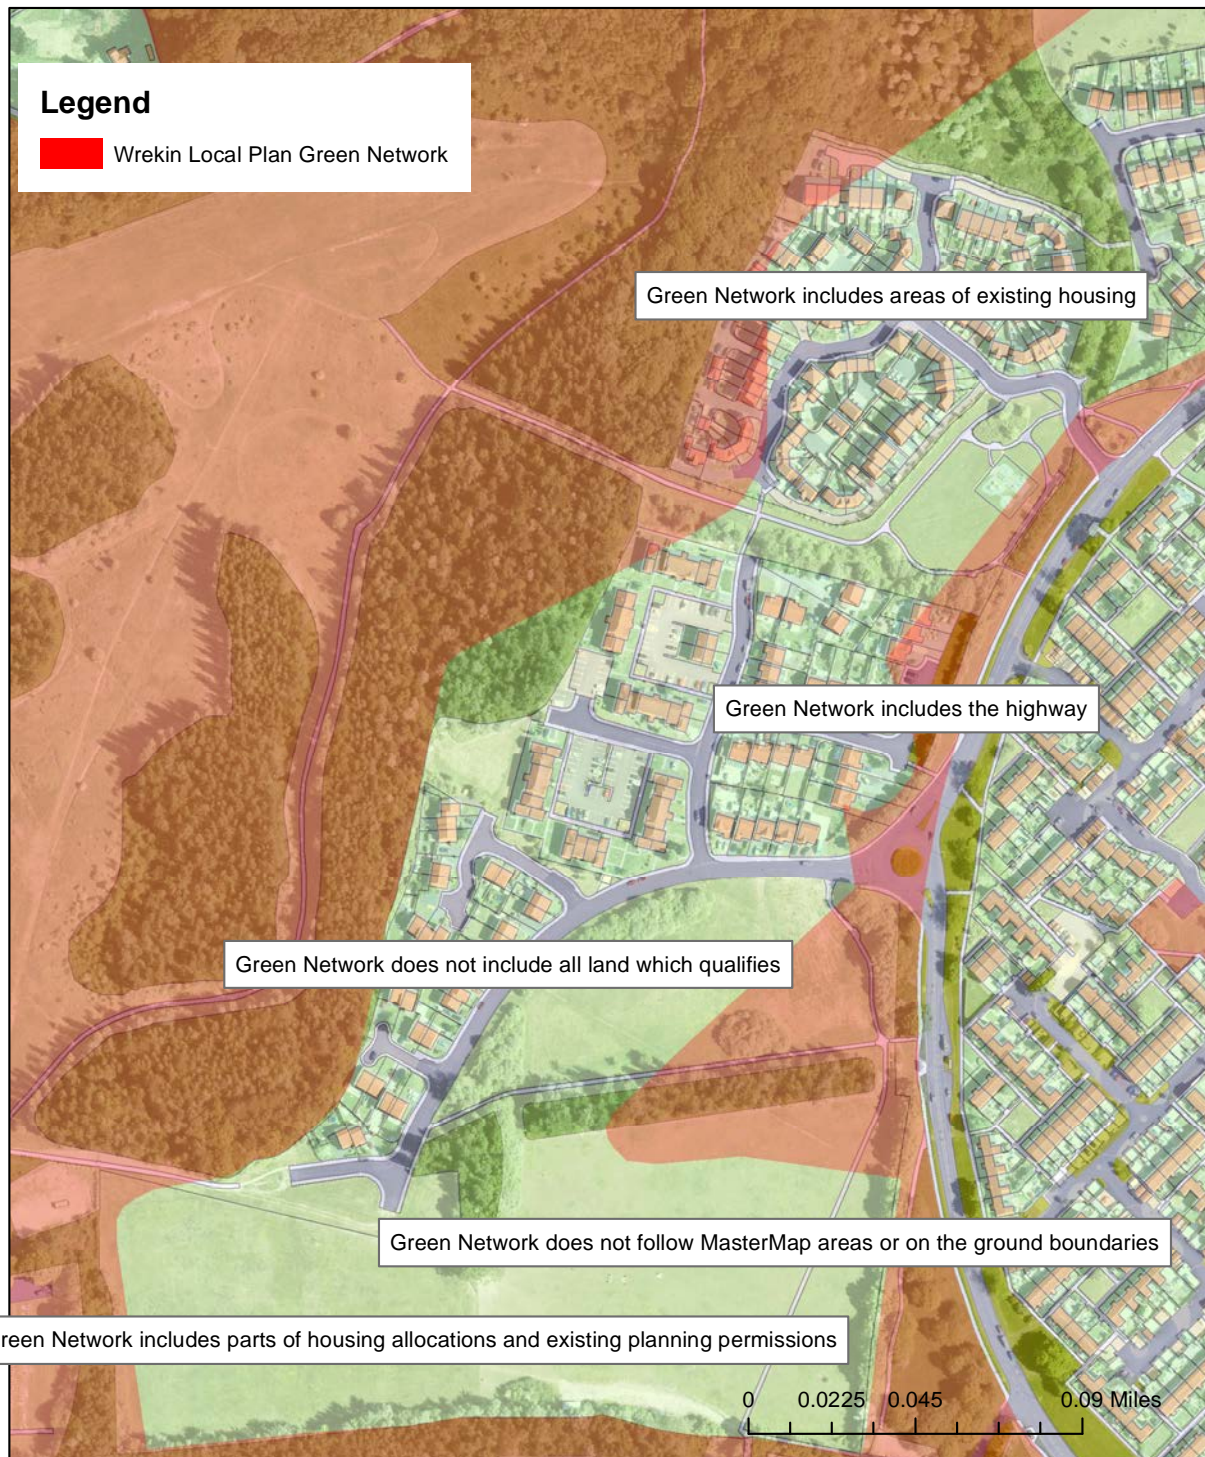 Legend
Wrekin Local Plan Green Network
Green Network includes areas of existing housing
Green Network includes the highway
Green Network does not include all land which qualifies
Green Network does not follow MasterMap areas or on the ground boundaries
reen Network includes parts of housing allocations and existing planning permissions
0 0.0225 0.045 0.09 Miles